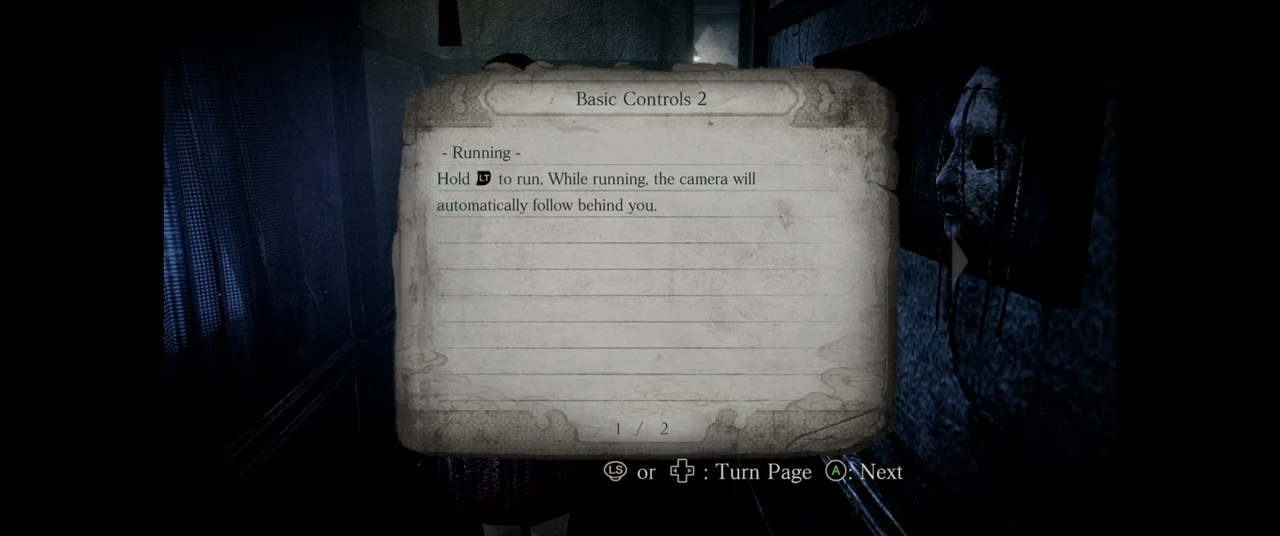 Basic Controls 2
- Running -
Hold LT to run. While running, the camera will
automatically follow behind you.
1 / 2
LS or : Turn Page A: Next